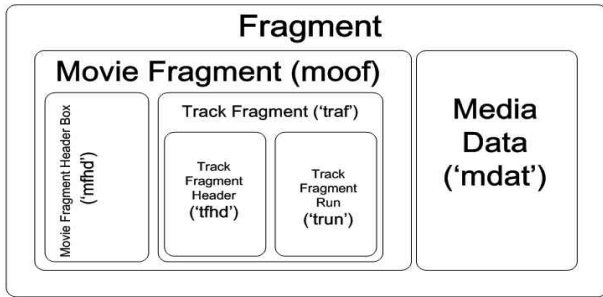 Fragment
Movie Fragment (moof)
Movie Fragment Header Box
('mfhd')
Track Fragment ('traf')
Track
Fragment
Header
('tfhd')
Track
Fragment
Run
('trun')
Media
Data
('mdat')